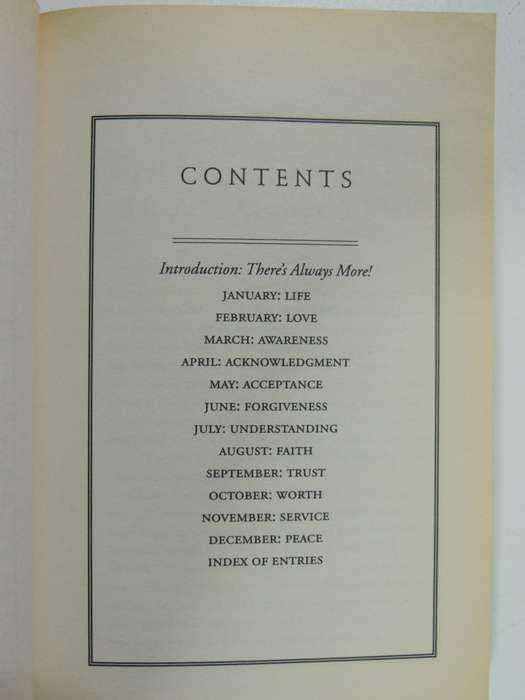 CONTENTS
Introduction: There's Always More!
JANUARY: LIFE
FEBRUARY: LOVE
MARCH: AWARENESS
APRIL: ACKNOWLEDGMENT
MAY: ACCEPTANCE
JUNE: FORGIVENESS
JULY: UNDERSTANDING
AUGUST: FAITH
SEPTEMBER: TRUST
OCTOBER: WORTH
NOVEMBER: SERVICE
DECEMBER: PEACE
INDEX OF ENTRIES